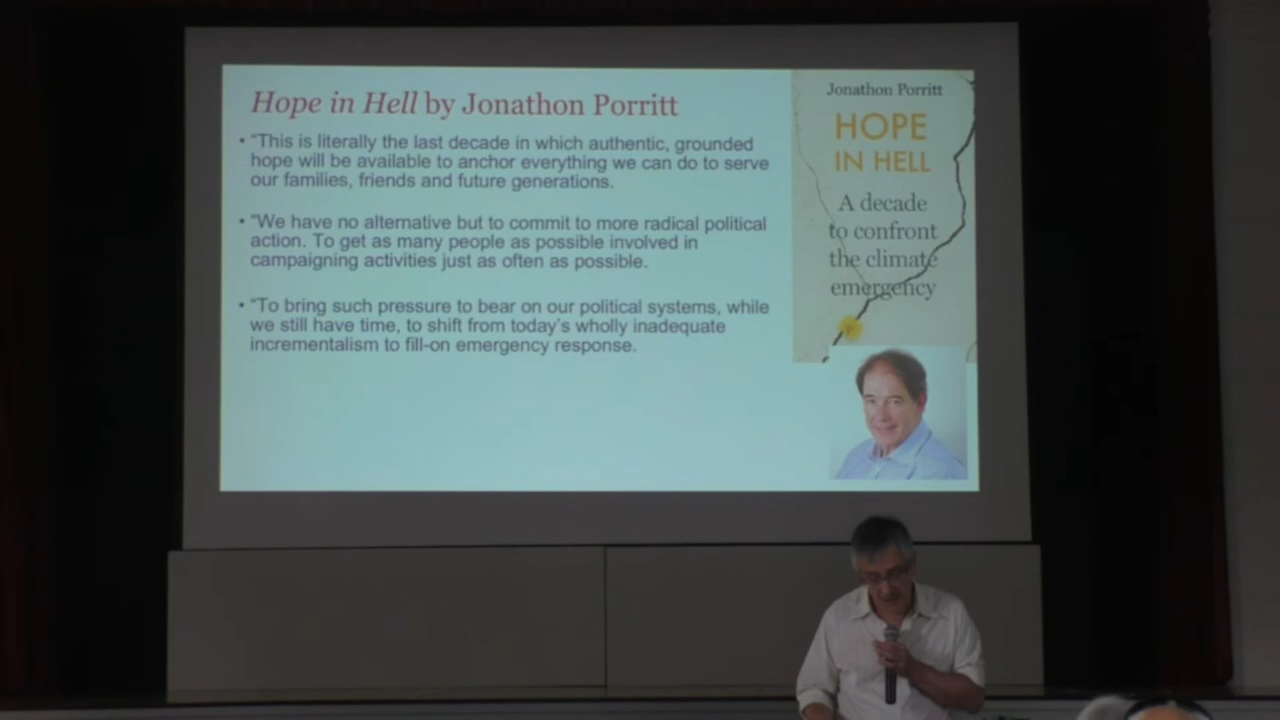 Hope in Hell by Jonathon Porritt
• “This is literally the last decade in which authentic, grounded
hope will be available to anchor everything we can do to serve
our families, friends and future generations.
• “We have no alternative but to commit to more radical political
action. To get as many people as possible involved in
campaigning activities just as often as possible.
• “To bring such pressure to bear on our political systems, while
we still have time, to shift from today’s wholly inadequate
incrementalism to fill-on emergency response.
Jonathon Porritt
HOPE
IN HELL
A decade
to confront
the climate
emergency